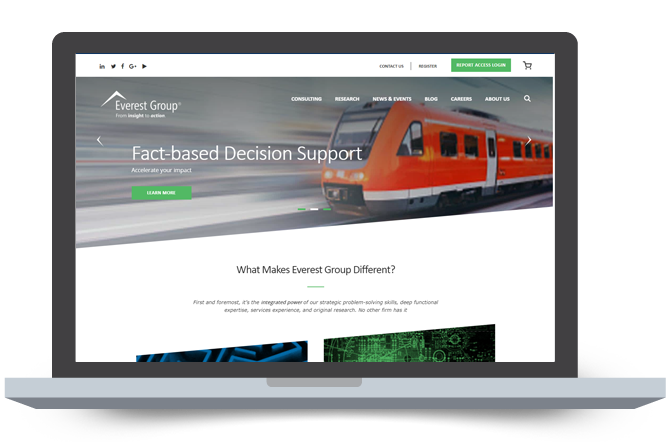 CONTACT US
REGISTER
REPORT ACCESS LOGIN
Everest Group®
From insight to action
CONSULTING RESEARCH NEWS & EVENTS BLOG CAREERS ABOUT US
Fact-based Decision Support
Accelerate your impact
LEARN MORE
What Makes Everest Group Different?
First and foremost, it's the integrated power of our strategic problem-solving skills, deep functional
expertise, services experience, and original research. No other firm has it